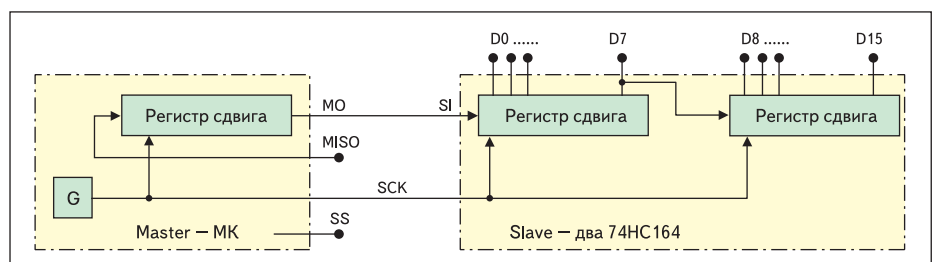 D0 ...... D7 D8 ...... D15
Регистр сдвига
MO
SI
Регистр сдвига
Регистр сдвига
MISO
G
SCK
SS
Master – МК
Slave – два 74HC164